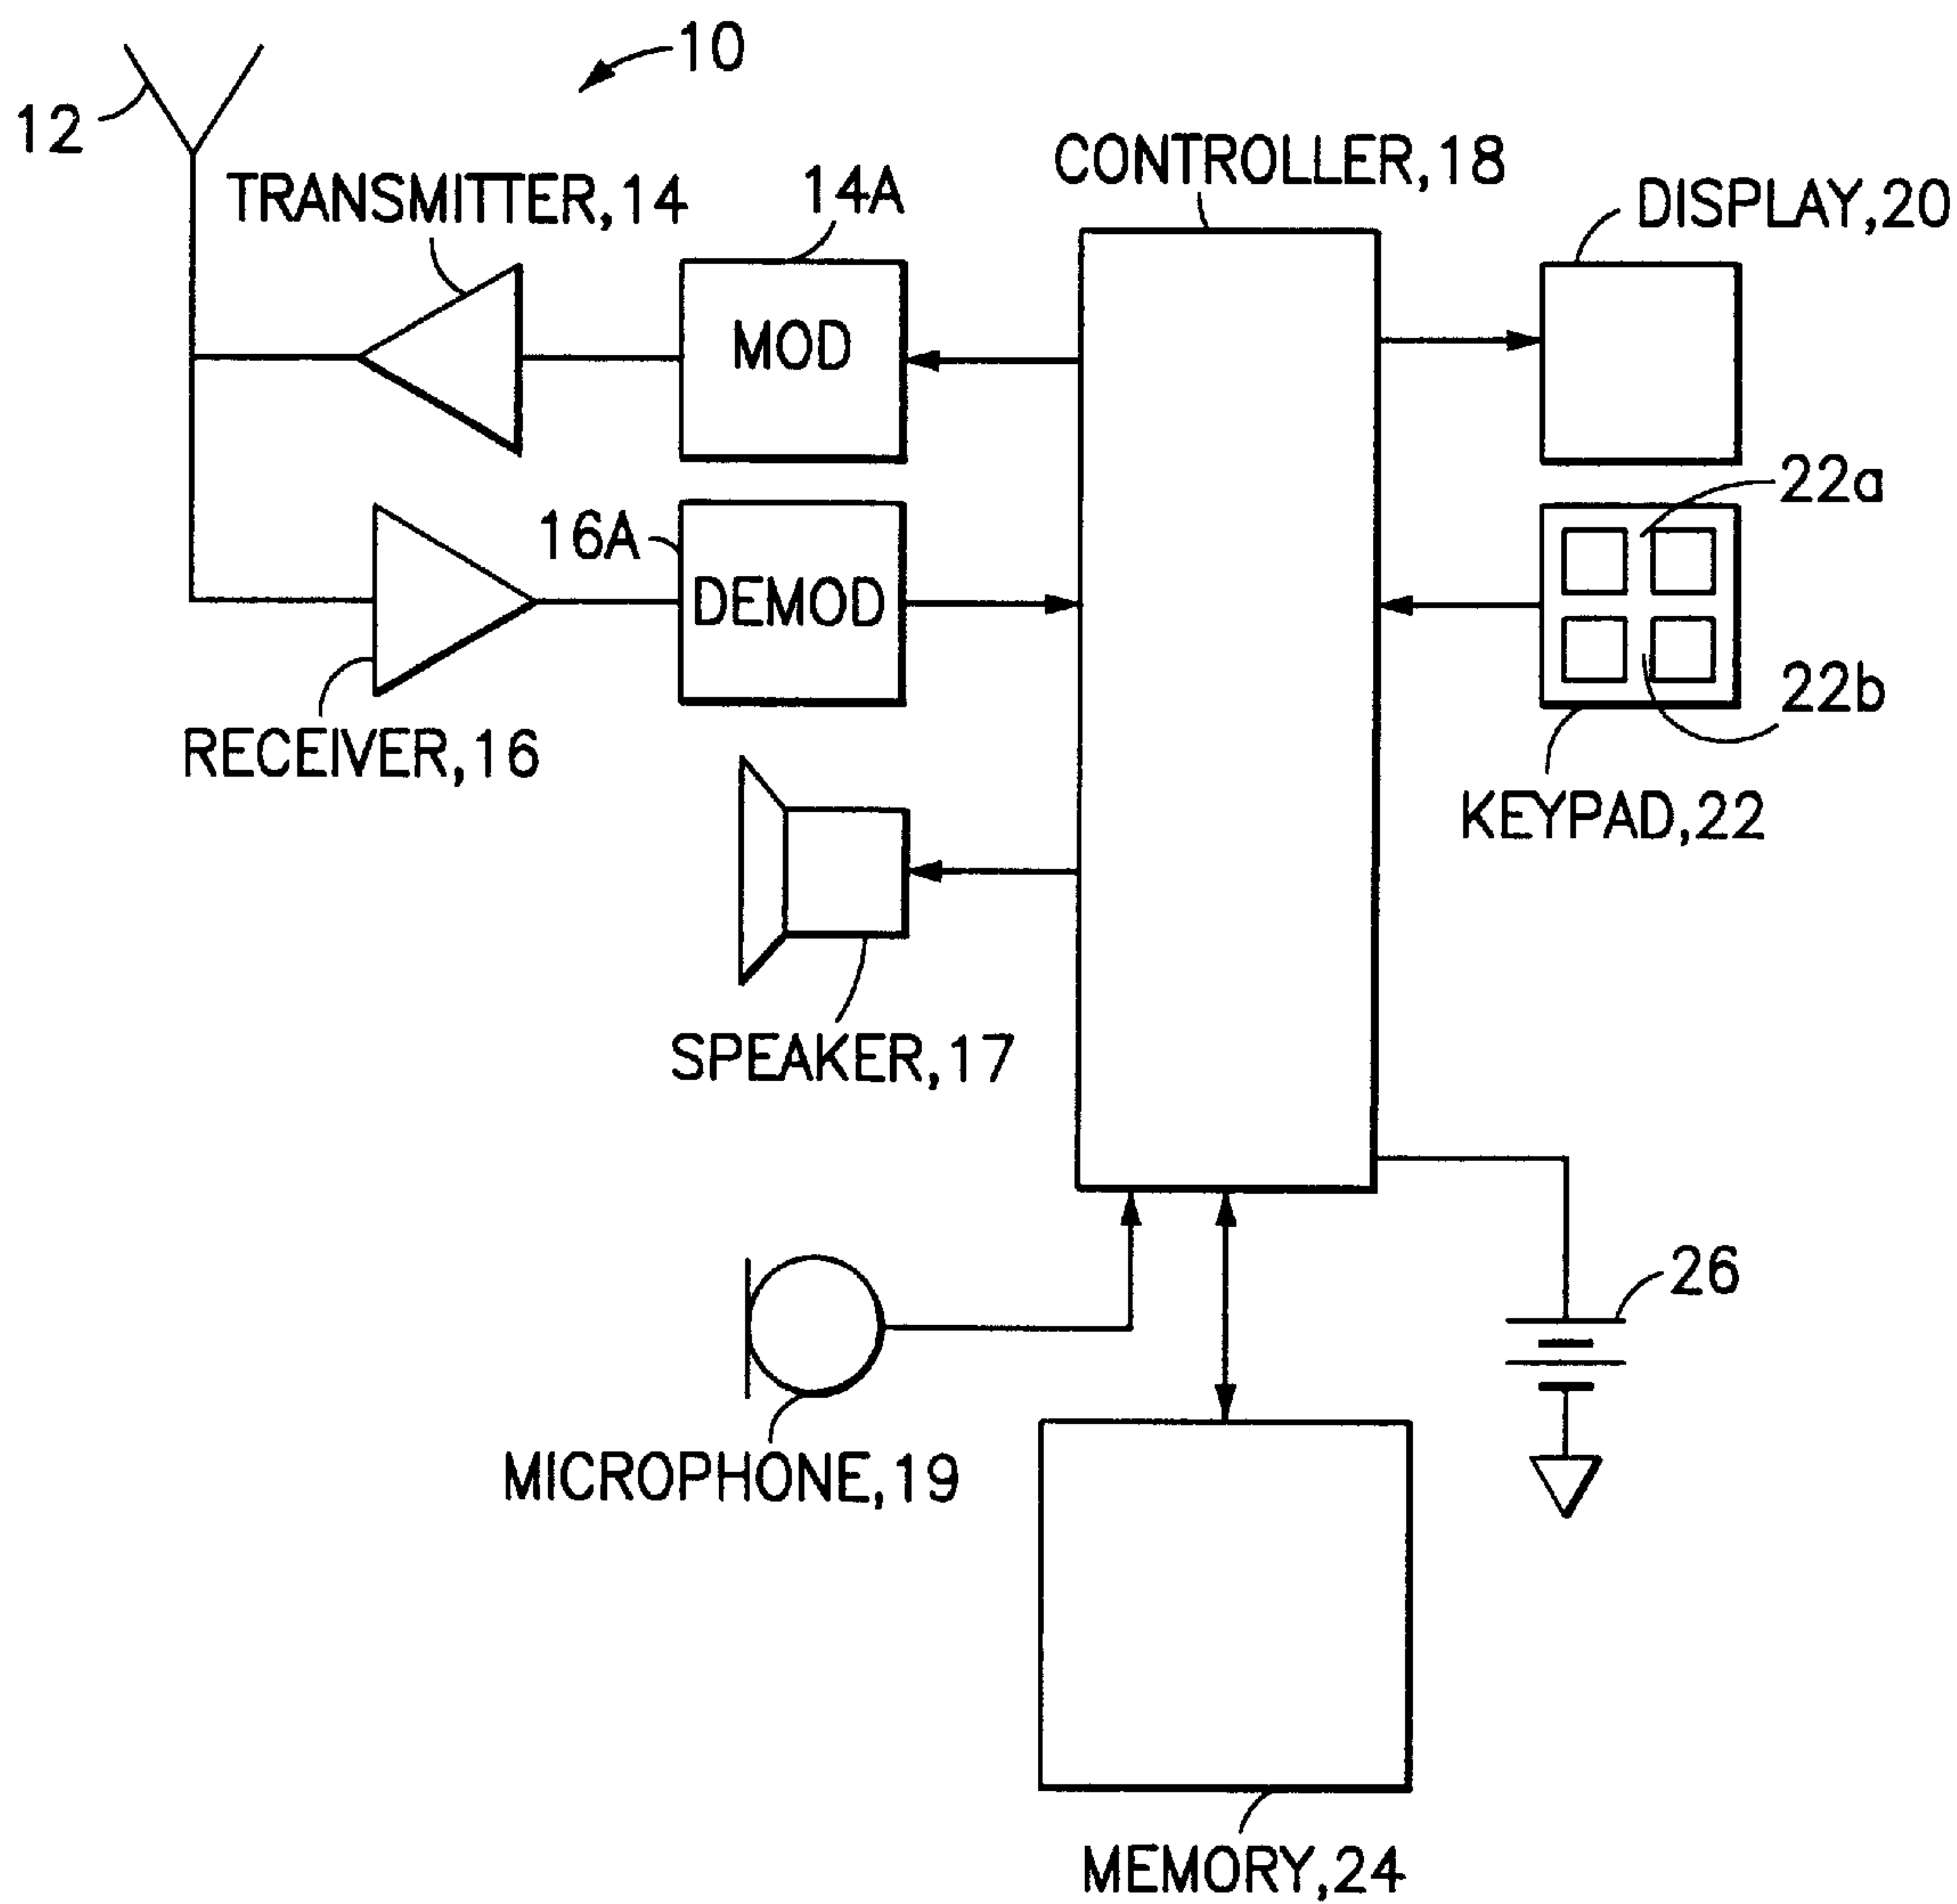 10
12
TRANSMITTER,14
14A
CONTROLLER,18
DISPLAY,20
MOD
22a
16A
DEMOD
22b
RECEIVER,16
KEYPAD,22
SPEAKER,17
26
MICROPHONE,19
MEMORY,24